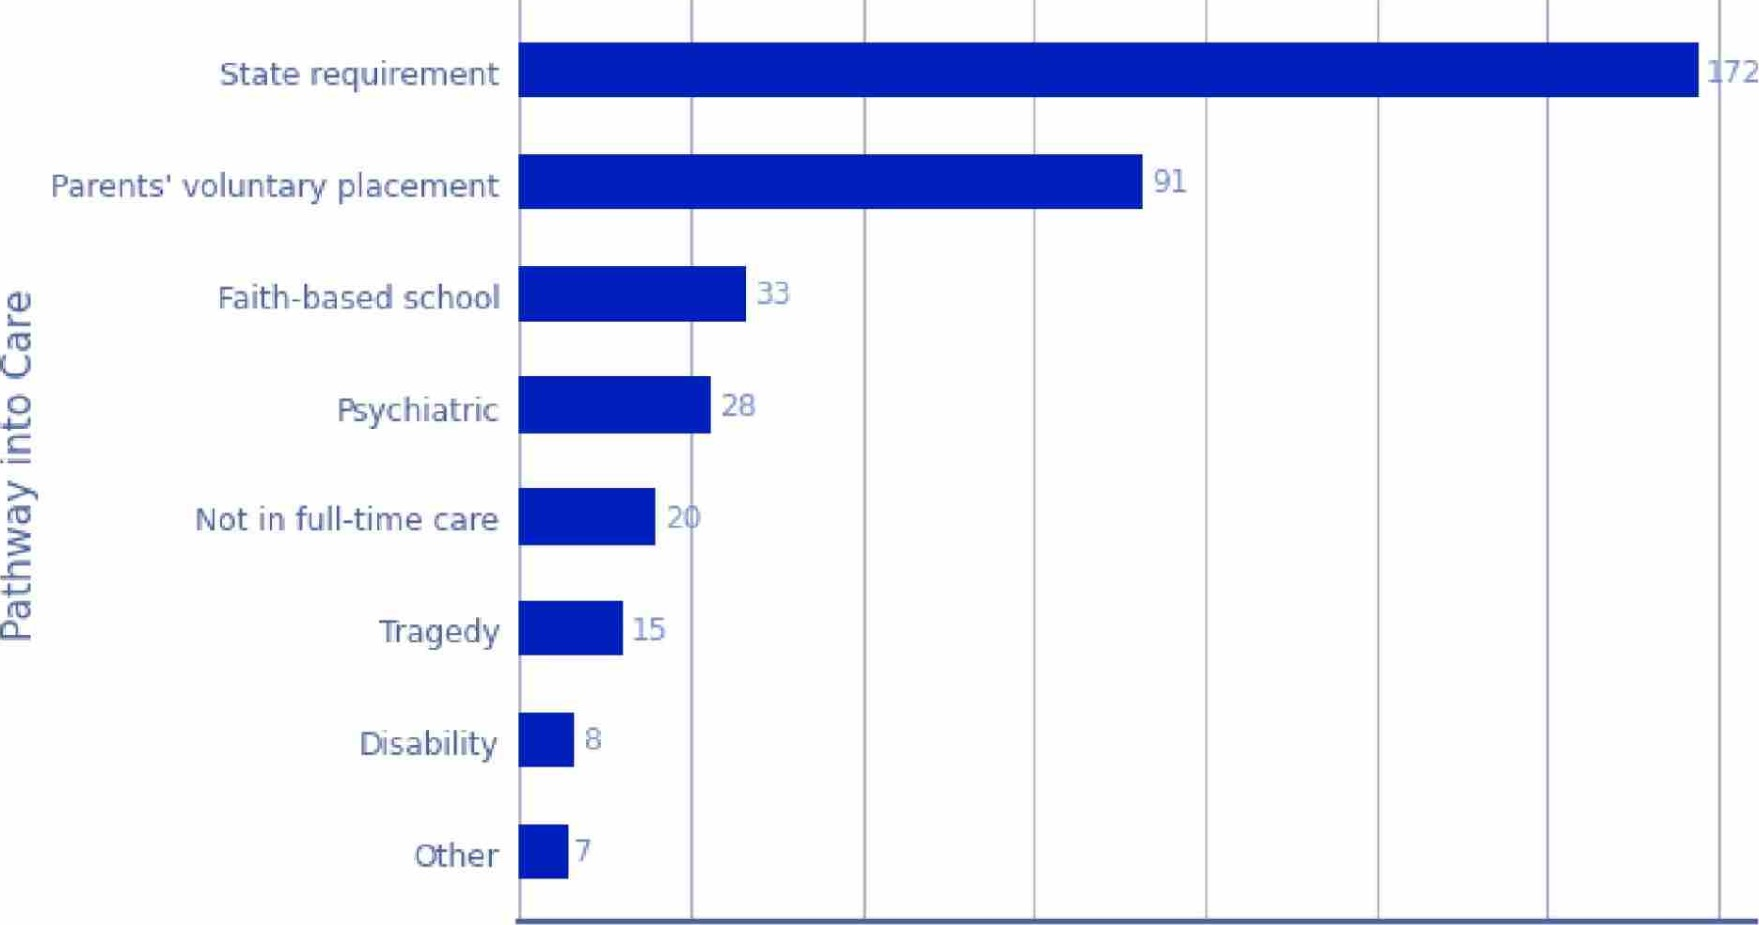 Pathway into Care
State requirement 172
Parents' voluntary placement 91
Faith-based school 33
Psychiatric 28
Not in full-time care 20
Tragedy 15
Disability 8
Other 7